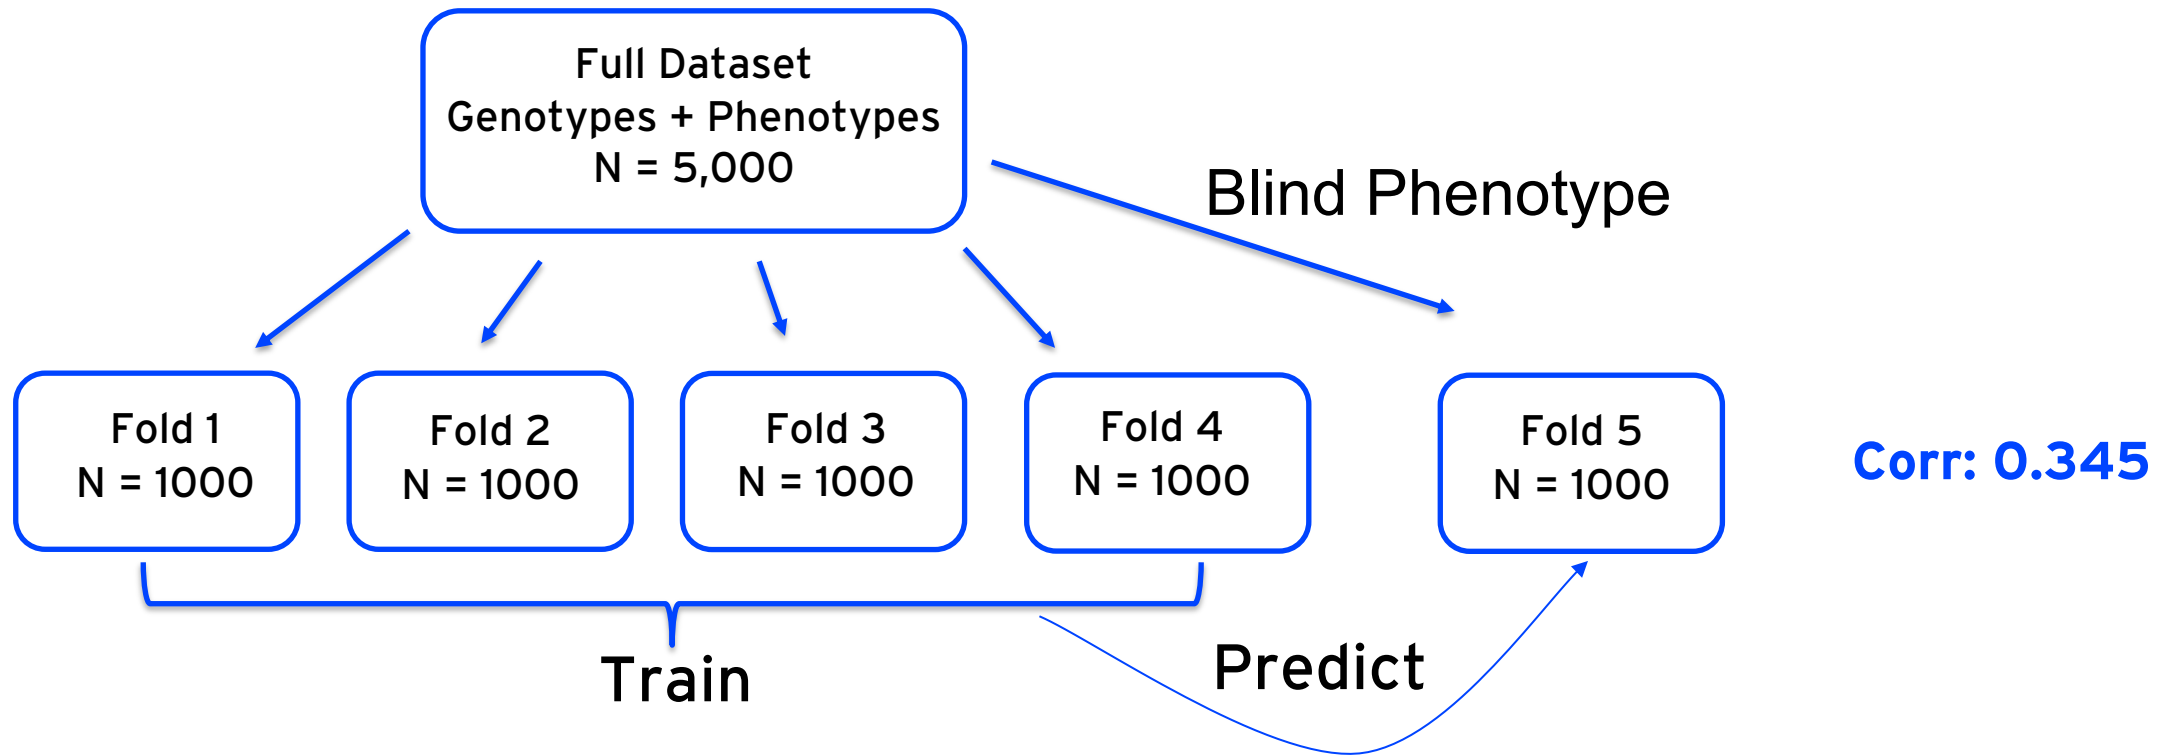 Full Dataset
Genotypes + Phenotypes
N = 5,000
Blind Phenotype
Fold 1
N = 1000
Fold 2
N = 1000
Fold 3
N = 1000
Fold 4
N = 1000
Fold 5
N = 1000
Corr: 0.345
Train
Predict